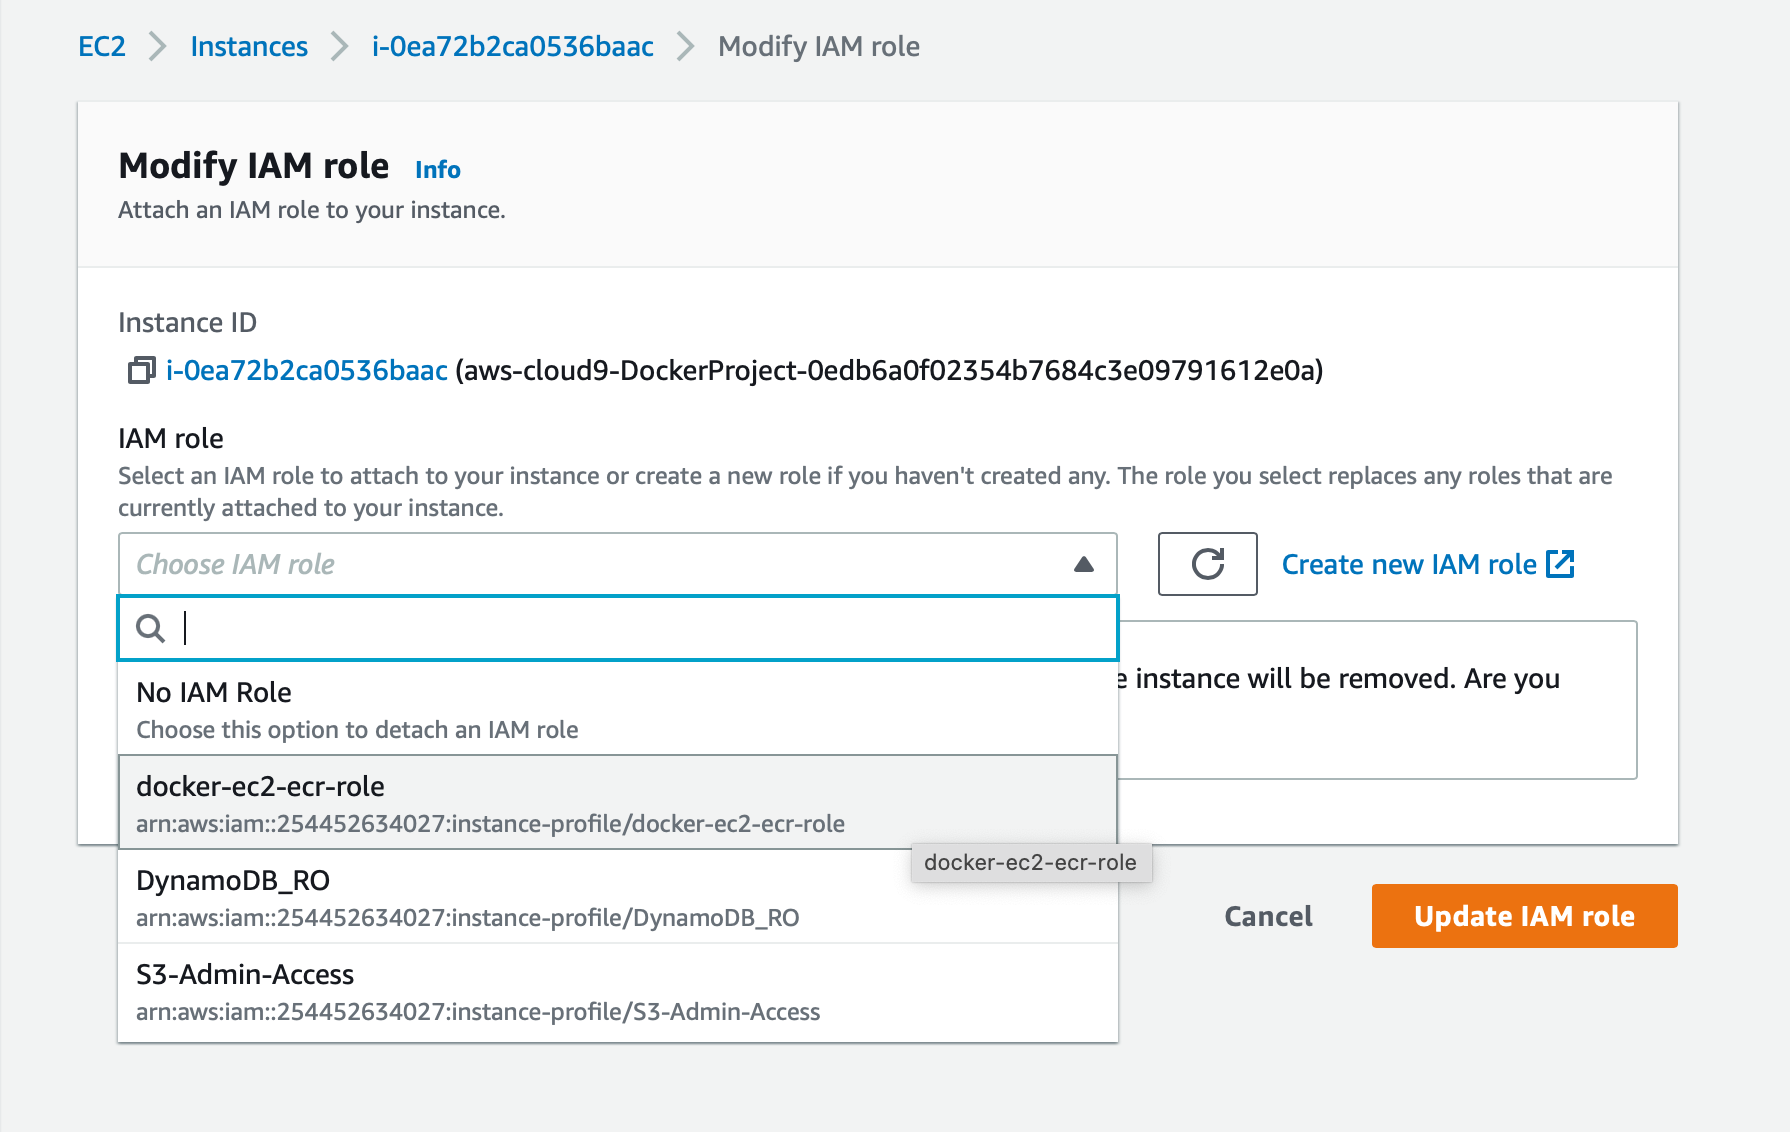 EC2 > Instances > i-0ea72b2ca0536baac > Modify IAM role
Modify IAM role Info
Attach an IAM role to your instance.
Instance ID
i-0ea72b2ca0536baac (aws-cloud9-DockerProject-0edb6a0f02354b7684c3e09791612e0a)
IAM role
Select an IAM role to attach to your instance or create a new role if you haven't created any. The role you select replaces any roles that are
currently attached to your instance.
Choose IAM role
Create new IAM role
e instance will be removed. Are you
No IAM Role
Choose this option to detach an IAM role
docker-ec2-ecr-role
arn:aws:iam::254452634027:instance-profile/docker-ec2-ecr-role
docker-ec2-ecr-role
DynamoDB_RO
arn:aws:iam::254452634027:instance-profile/DynamoDB_RO
S3-Admin-Access
arn:aws:iam::254452634027:instance-profile/S3-Admin-Access
Cancel
Update IAM role